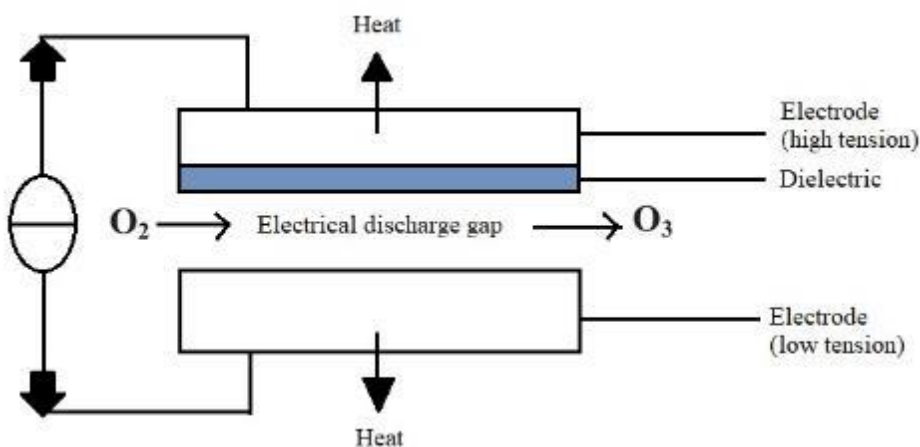 Heat
Electrode
(high tension)
Dielectric
O₂ Electrical discharge gap O₃
Electrode
(low tension)
Heat